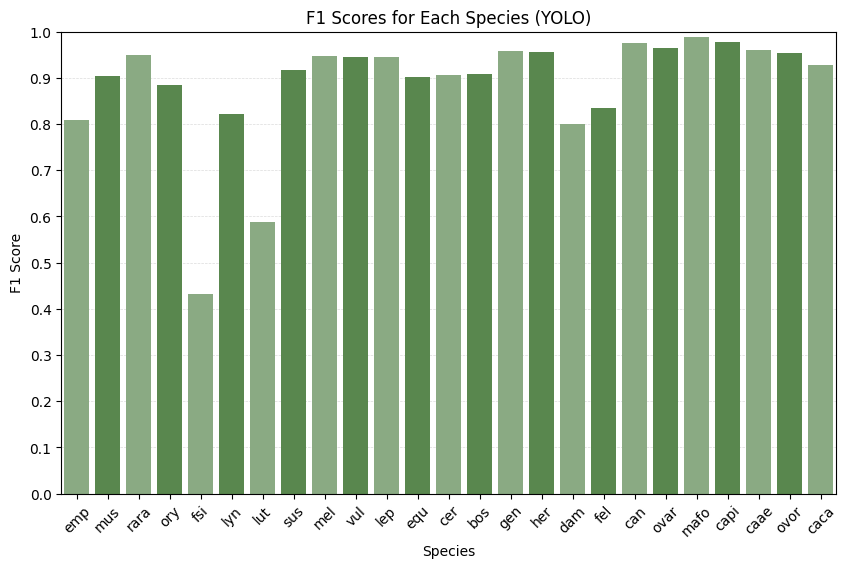 F1 Scores for Each Species (YOLO)
1.0
0.9
0.8
0.7
0.6
0.5
0.4
0.3
0.2
0.1
0.0
F1 Score
emp mus rara ory fsi lyn lut sus mel vul lep equ cer bos gen her dam fel can ovar mafo capi caae ovor caca
Species